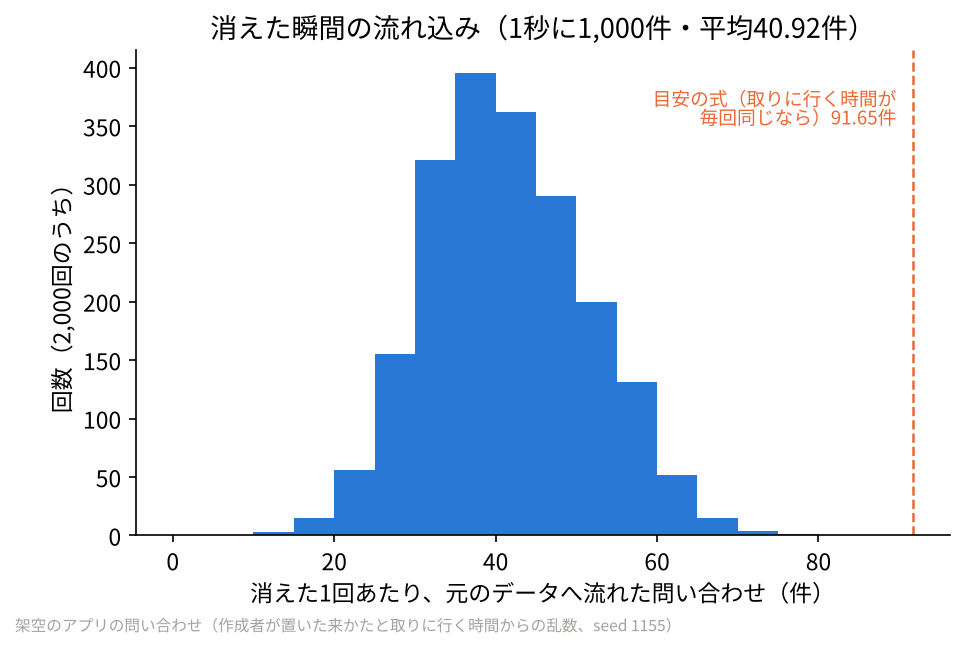 消えた瞬間の流れ込み（1秒に1,000件・平均40.92件）
目安の式（取りに行く時間が
毎回同じなら）91.65件
回数（2,000回のうち）
400
350
300
250
200
150
100
50
0
0 20 40 60 80
消えた1回あたり、元のデータへ流れた問い合わせ（件）
架空のアプリの問い合わせ（作成者が置いた来かたと取りに行く時間からの乱数、seed 1155）